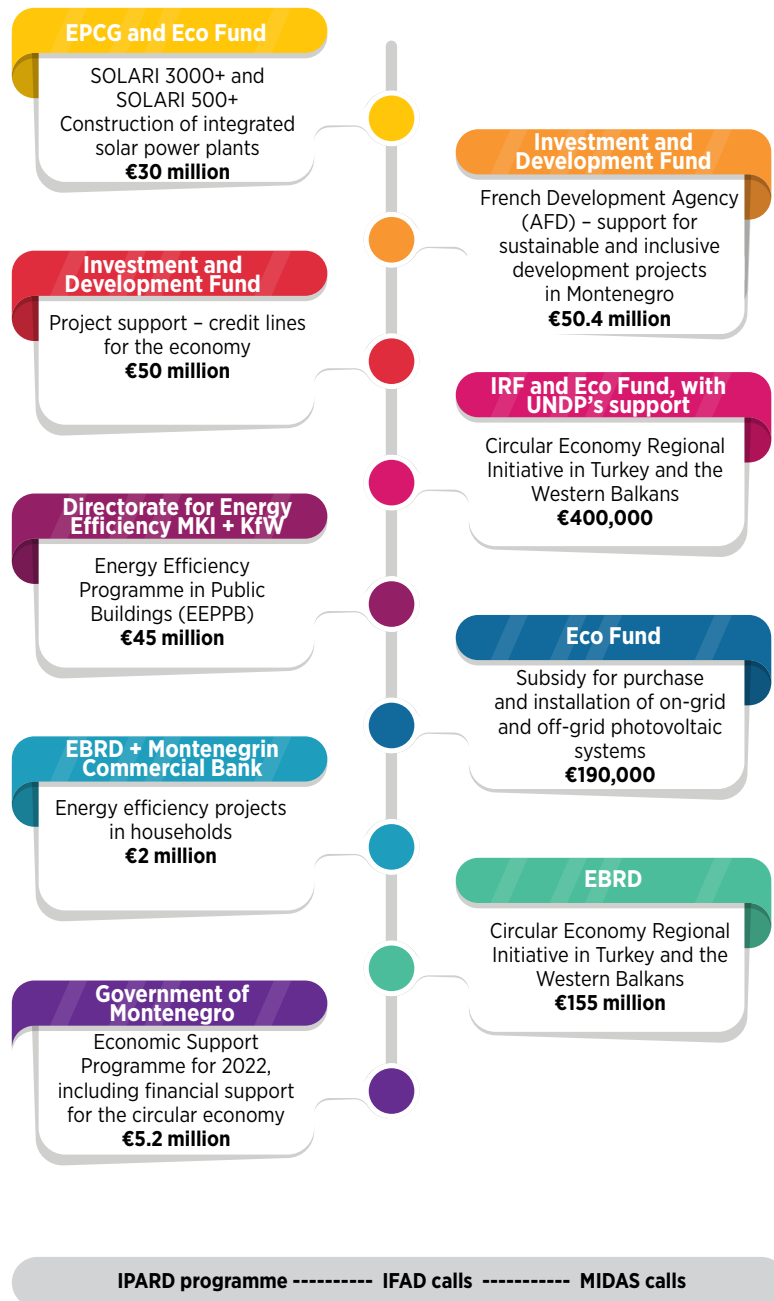 EPCG and Eco Fund
SOLARI 3000+ and
SOLARI 500+
Construction of integrated
solar power plants
€30 million
Investment and
Development Fund
French Development Agency
(AFD) – support for
sustainable and inclusive
development projects
in Montenegro
€50.4 million
Investment and
Development Fund
Project support – credit lines
for the economy
€50 million
IRF and Eco Fund, with
UNDP's support
Circular Economy Regional
Initiative in Turkey and the
Western Balkans
€400,000
Directorate for Energy
Efficiency MKI + KfW
Energy Efficiency
Programme in Public
Buildings (EEPPB)
€45 million
Eco Fund
Subsidy for purchase
and installation of on-grid
and off-grid photovoltaic
systems
€190,000
EBRD + Montenegrin
Commercial Bank
Energy efficiency projects
in households
€2 million
EBRD
Circular Economy Regional
Initiative in Turkey and the
Western Balkans
€155 million
Government of
Montenegro
Economic Support
Programme for 2022,
including financial support
for the circular economy
€5.2 million
IPARD programme ---------- IFAD calls ----------- MIDAS calls